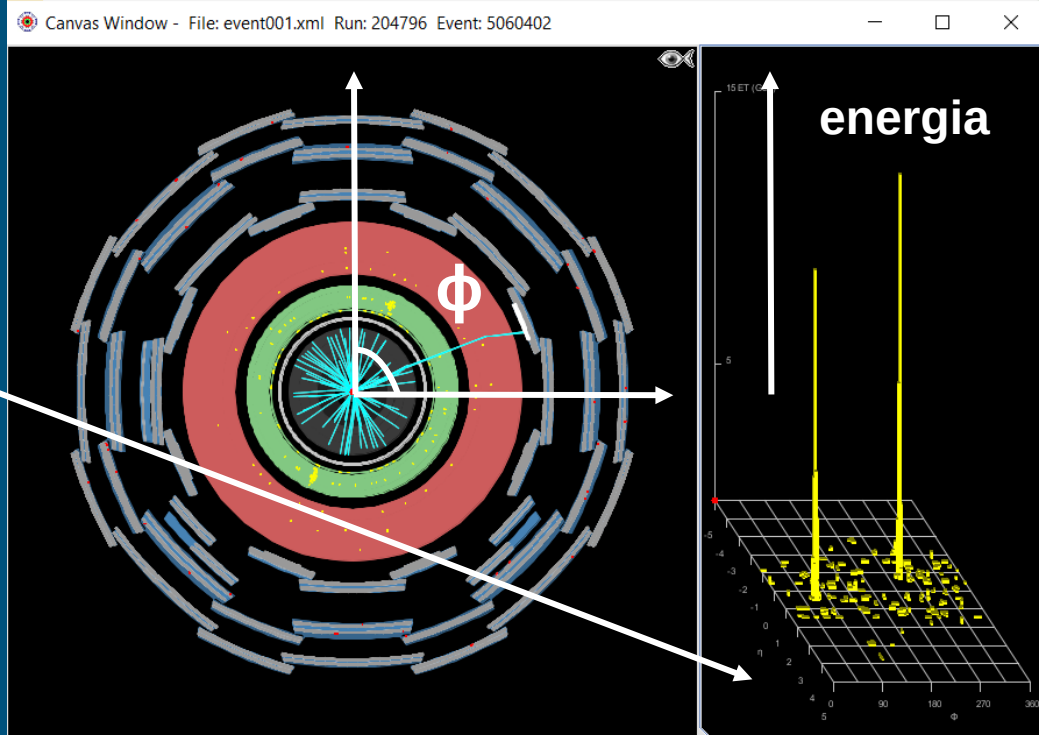 Canvas Window - File: event001.xml Run: 204796 Event: 5060402
15 ET (G
energia
ϕ
5
-5
-4
-3
-2
-1
0
1
η
2
3
4
5
0 90 180 270 360
Φ